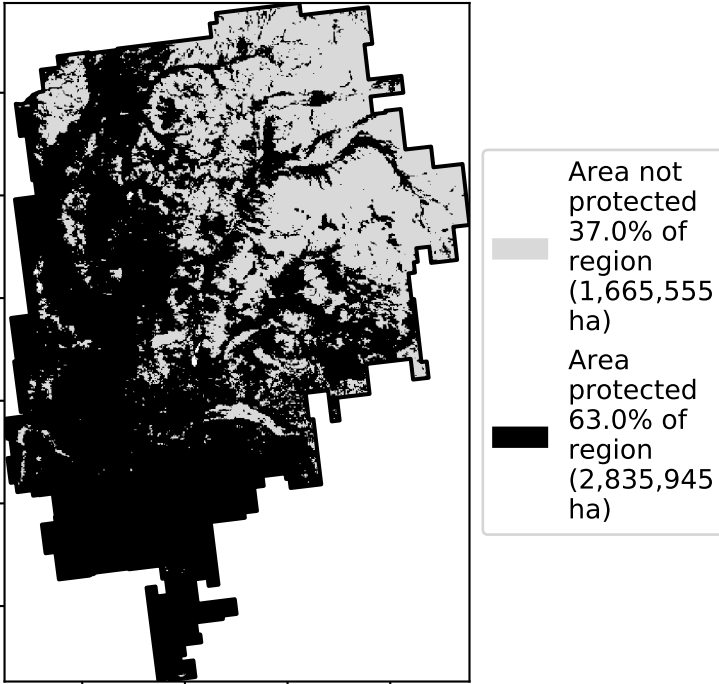 Area not
protected
37.0% of
region
(1,665,555
ha)
Area
protected
63.0% of
region
(2,835,945
ha)